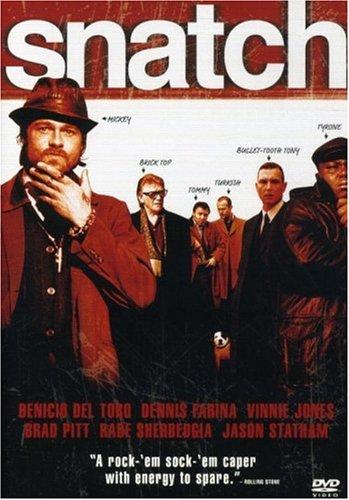 snatch
MICKEY
BRICK TOP
TOMMY
TURKISH
BULLET-TOOTH TONY
TYRONE
BENICIO DEL TORO DENNIS FARINA VINNIE JONES
BRAD PITT RADE SHERBEDGIA JASON STATHAM
"A rock-'em sock-'em caper
with energy to spare." -ROLLING STONE
DVD
VIDEO